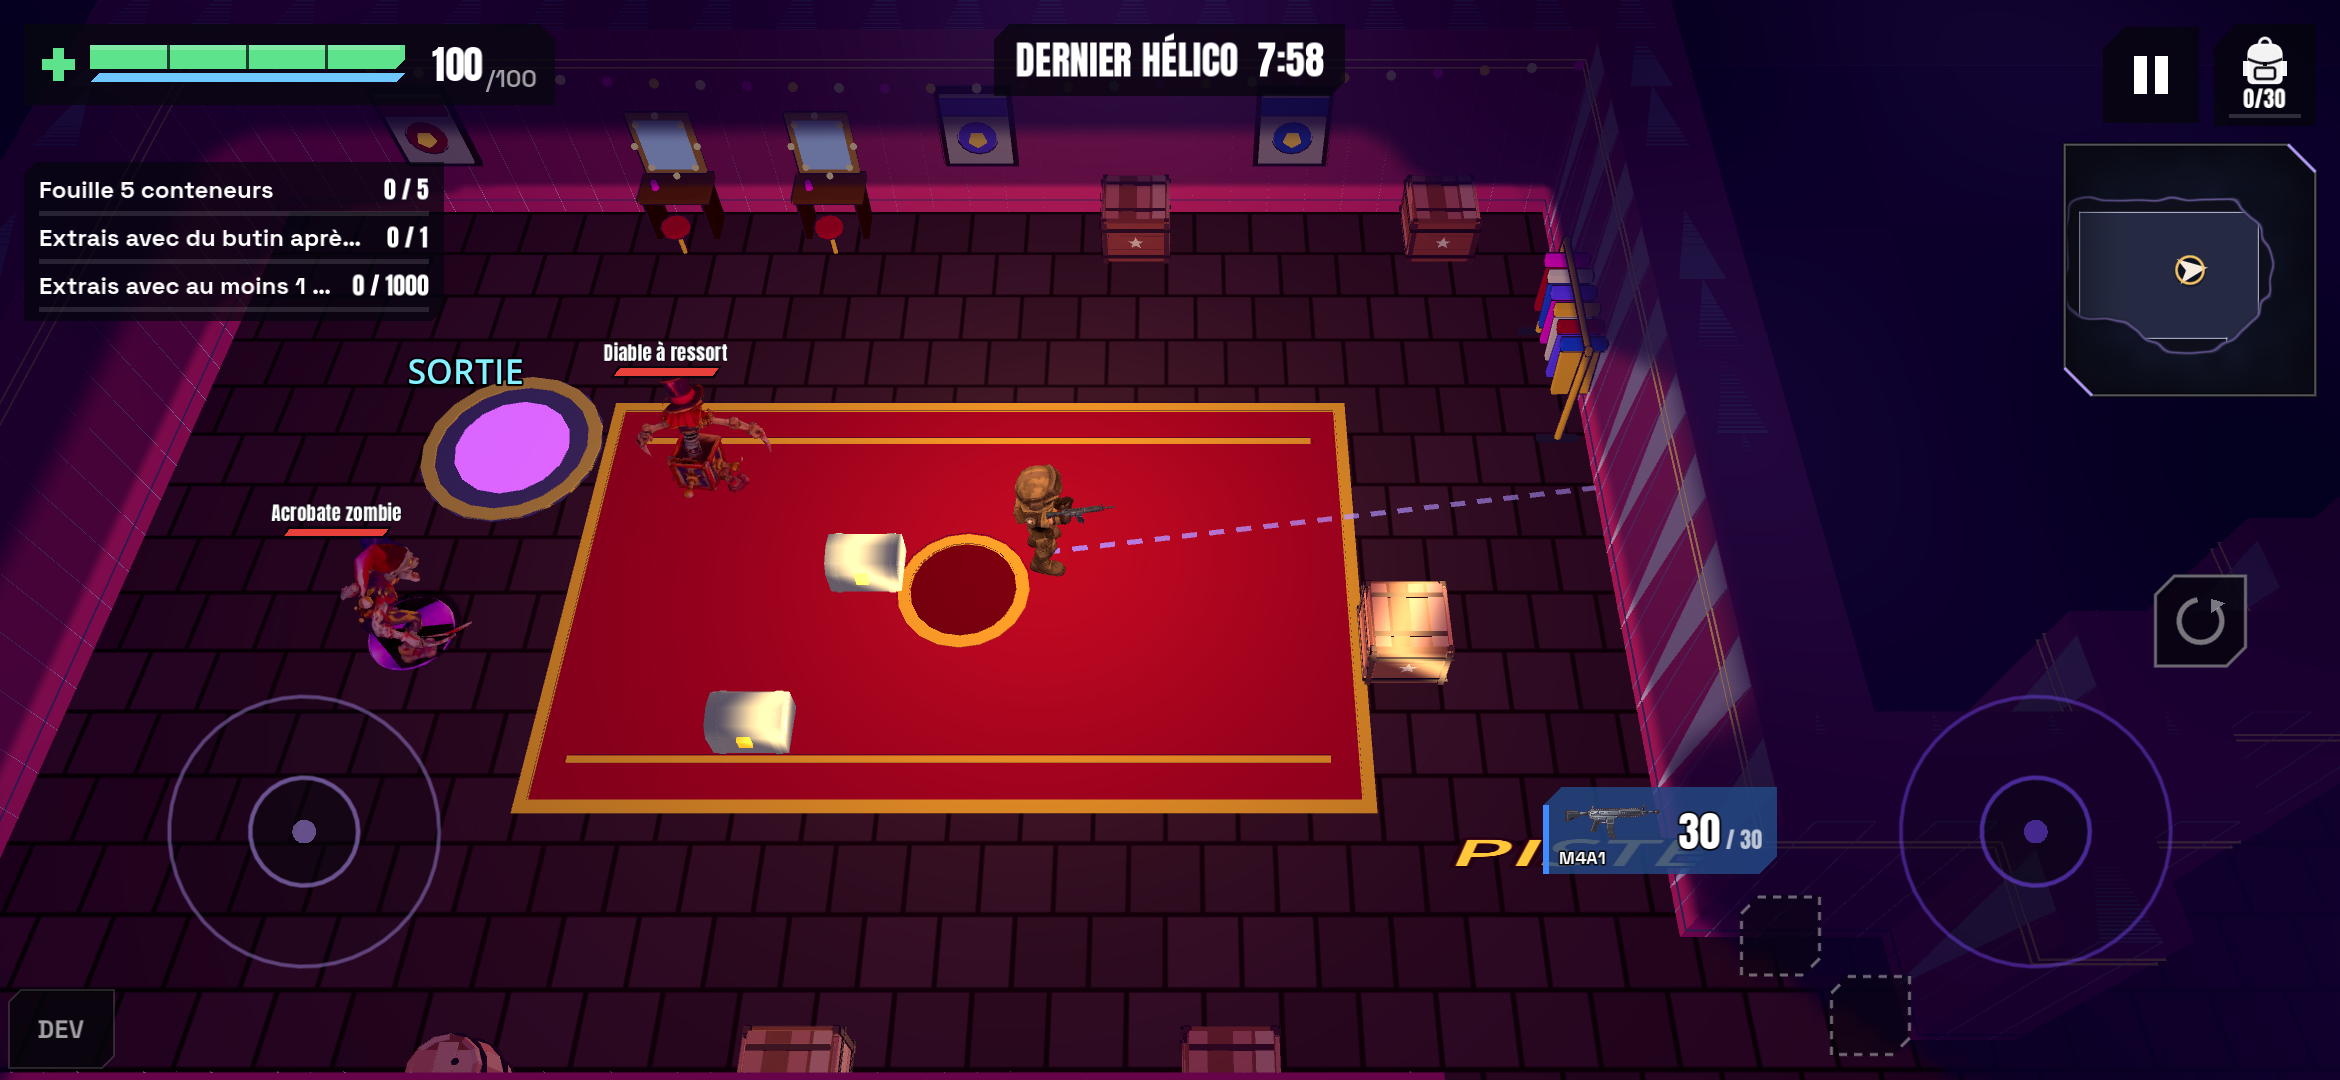 100/100
DERNIER HÉLICO 7:58
0/30
Fouille 5 conteneurs 0 / 5
Extrais avec du butin aprè... 0 / 1
Extrais avec au moins 1 ... 0 / 1000
Diable à ressort
SORTIE
Acrobate zombie
30 / 30
PISTE
M4A1
DEV